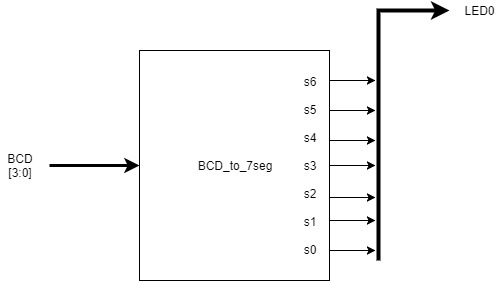 LED0
s6
s5
s4
BCD
[3:0]
BCD_to_7seg
s3
s2
s1
s0